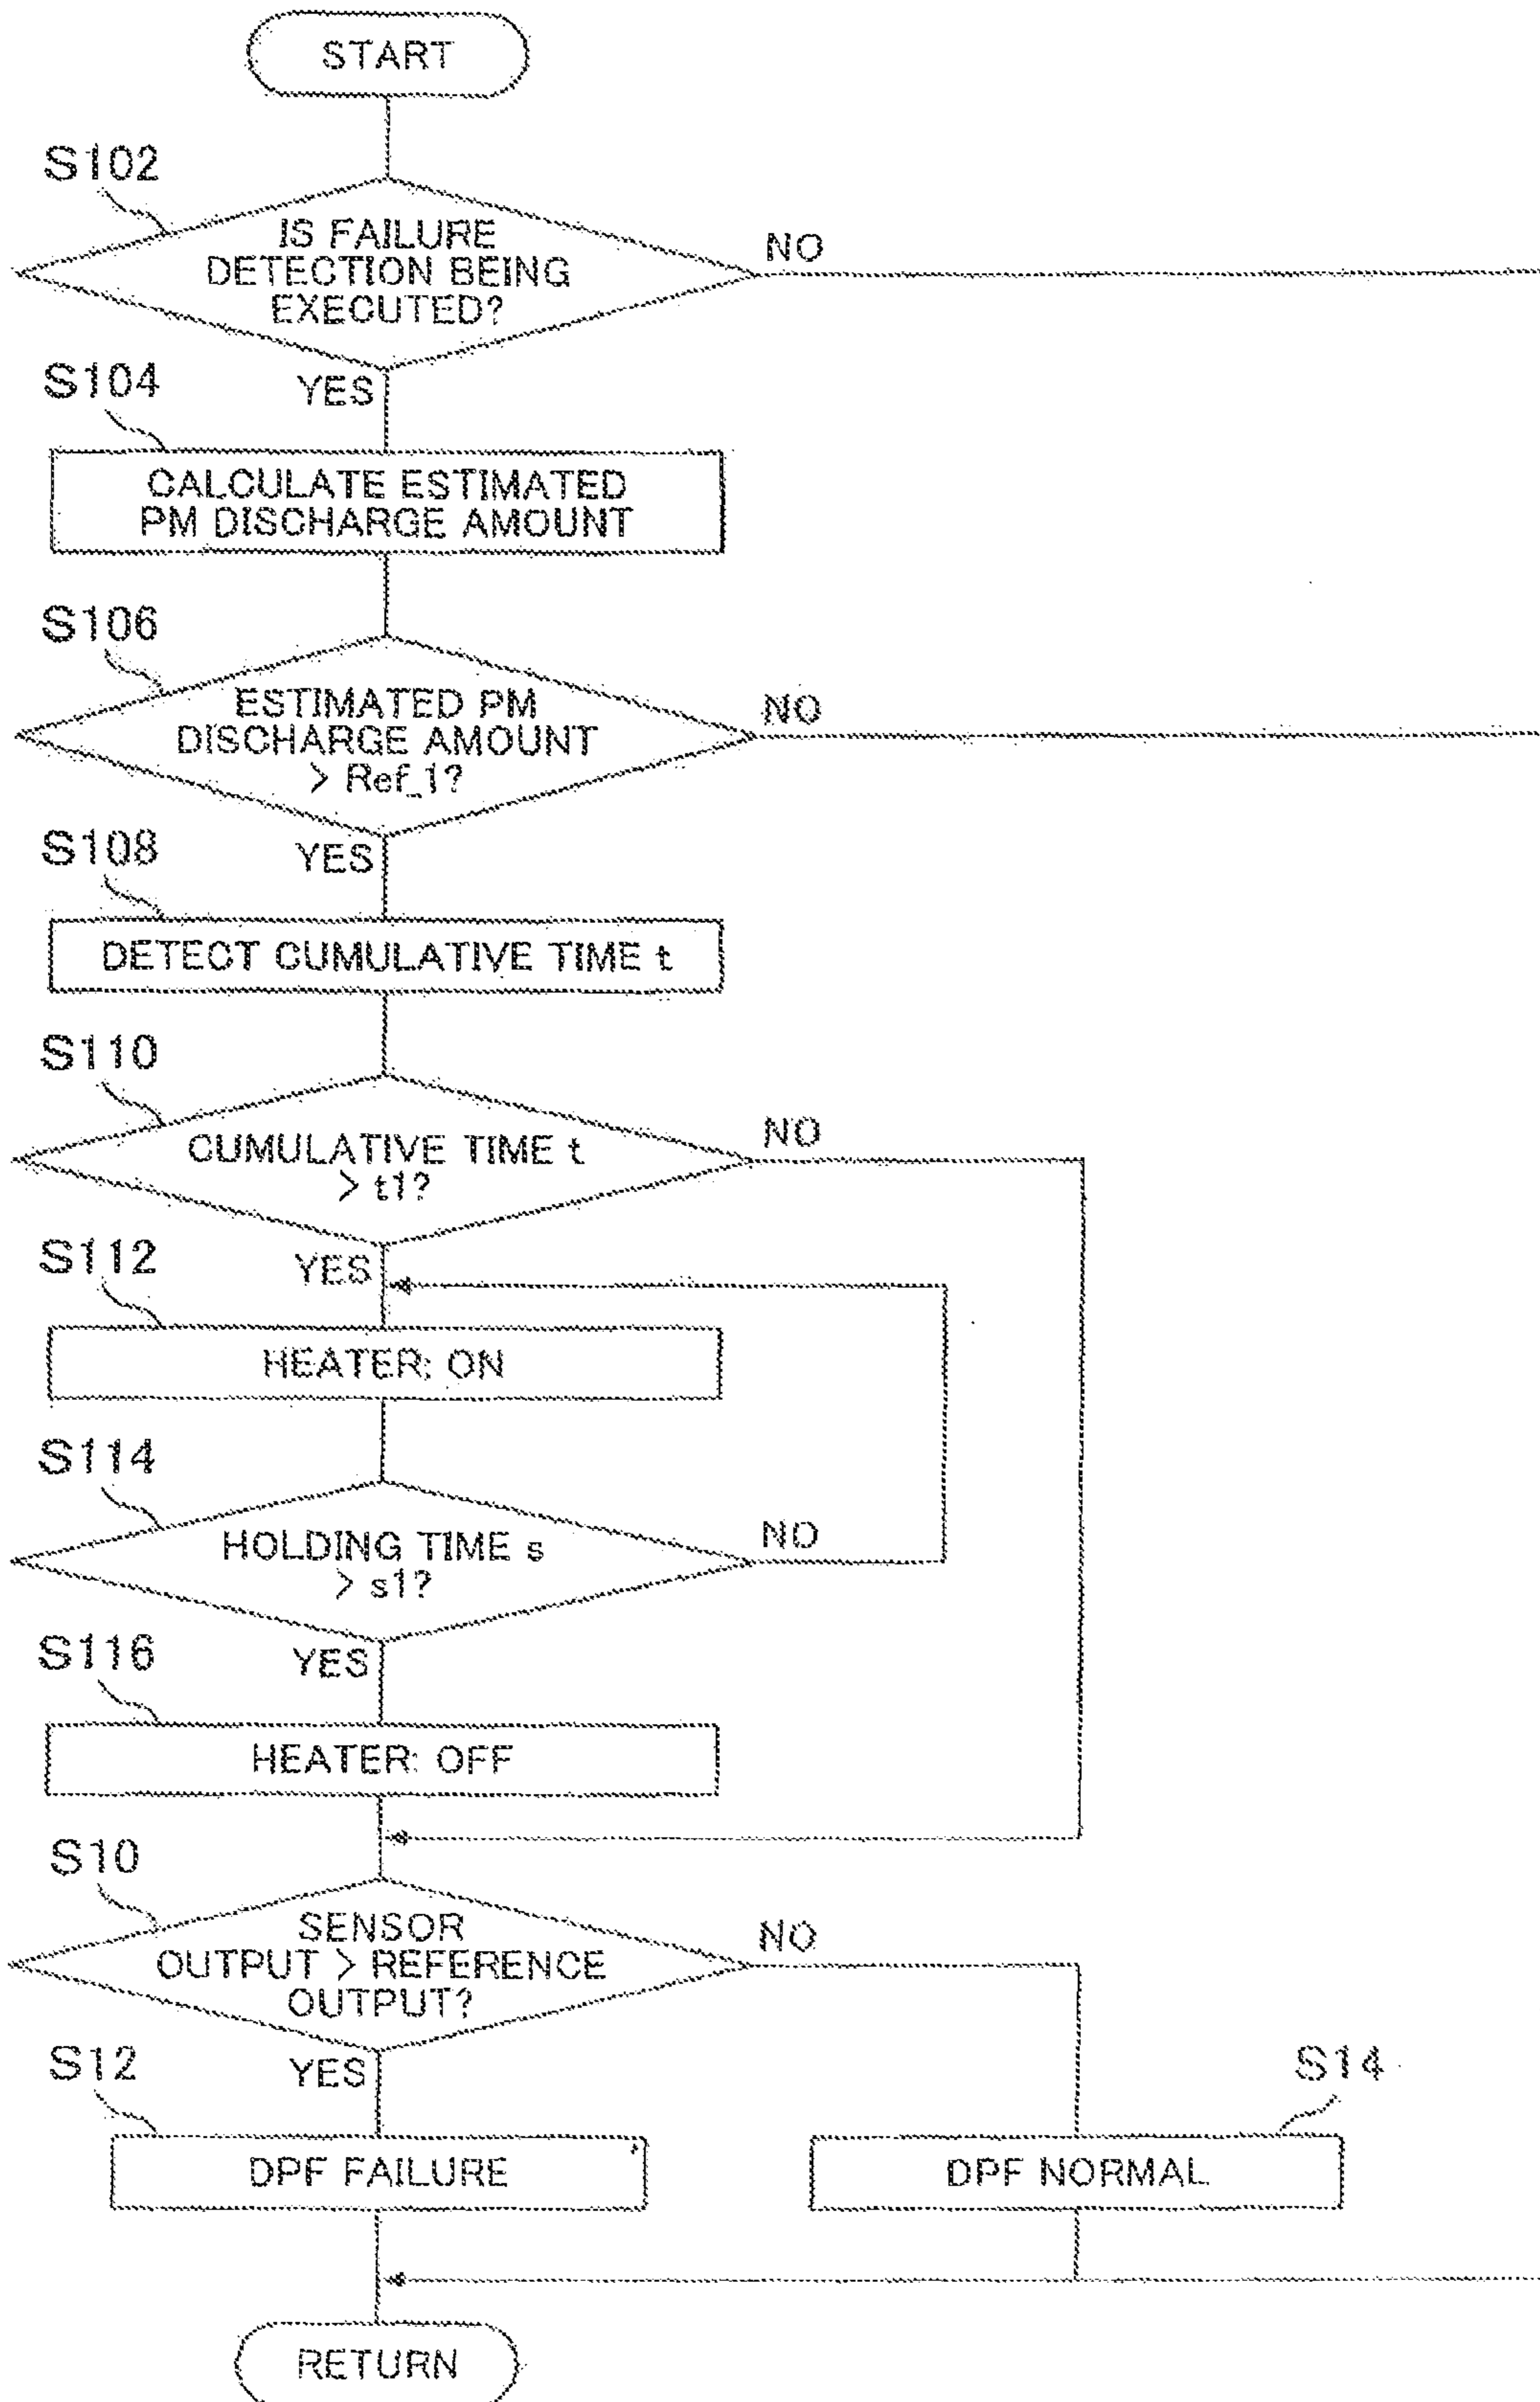 START
S102
IS FAILURE
DETECTION BEING
EXECUTED?
NO
YES
S104
CALCULATE ESTIMATED
PM DISCHARGE AMOUNT
S106
ESTIMATED PM
DISCHARGE AMOUNT
> Ref_1?
NO
YES
S108
DETECT CUMULATIVE TIME t
S110
CUMULATIVE TIME t
> t1?
NO
YES
S112
HEATER: ON
S114
HOLDING TIME s
> s1?
NO
YES
S116
HEATER: OFF
S10
SENSOR
OUTPUT > REFERENCE
OUTPUT?
NO
YES
S12
DPF FAILURE
S14
DPF NORMAL
RETURN